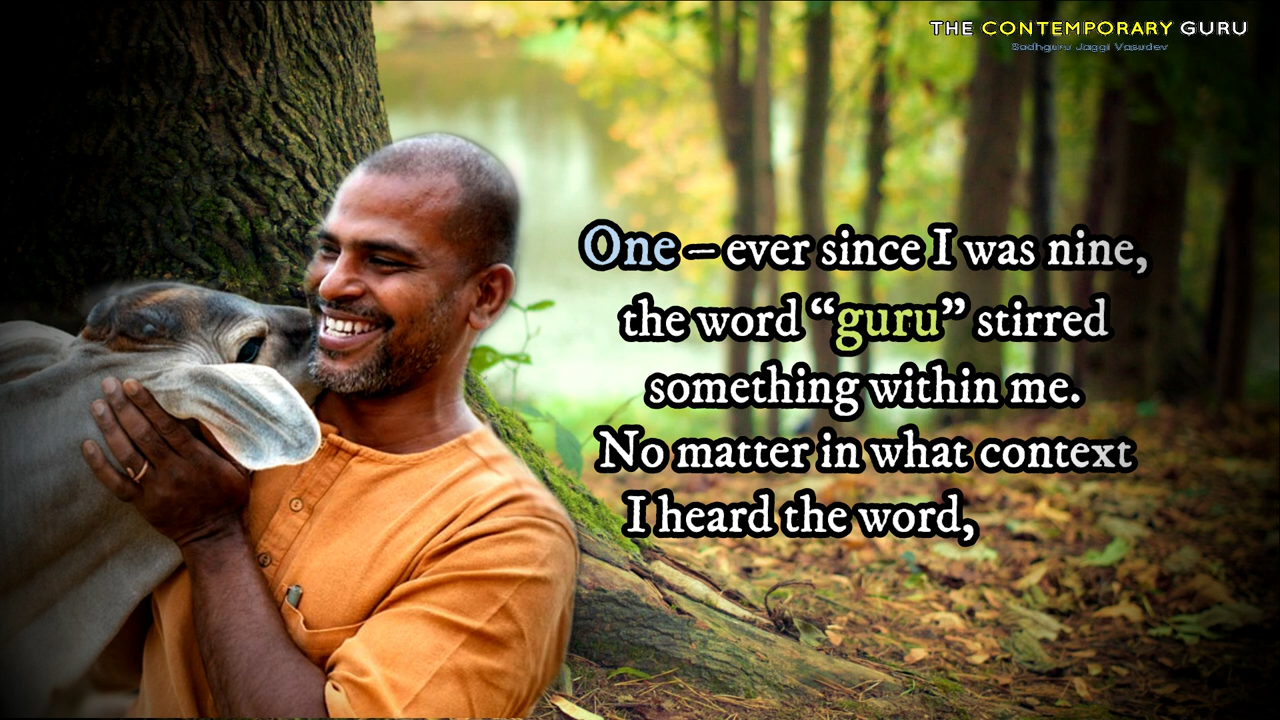 THE CONTEMPORARY GURU
Sadhguru Jaggi Vasudev
One – ever since I was nine,
the word “guru” stirred
something within me.
No matter in what context
I heard the word,